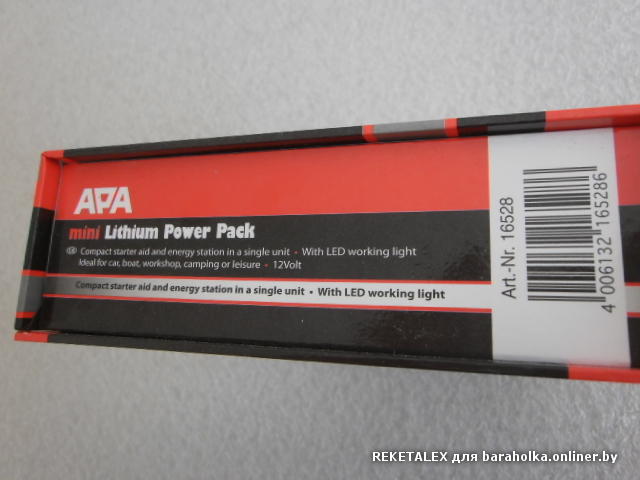 APA
mini Lithium Power Pack
GB Compact starter aid and energy station in a single unit • With LED working light
Ideal for car, boat, workshop, camping or leisure • 12Volt
Compact starter aid and energy station in a single unit • With LED working light
Art.-Nr. 16528
4 006132 165286
REKETALEX для baraholka.onliner.by